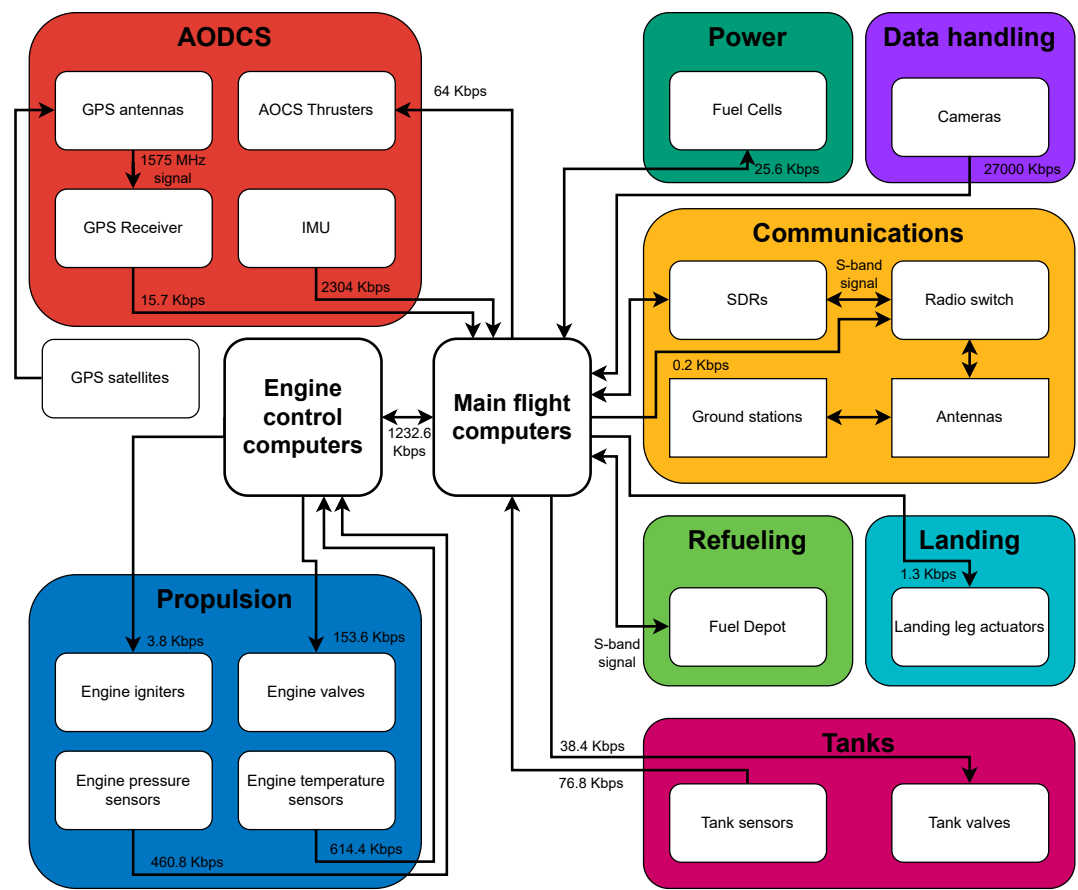 AODCS
GPS antennas
AOCS Thrusters
64 Kbps
1575 MHz
signal
GPS Receiver
IMU
15.7 Kbps
2304 Kbps
GPS satellites
Power
Fuel Cells
25.6 Kbps
Data handling
Cameras
27000 Kbps
Communications
SDRs
S-band
signal
Radio switch
0.2 Kbps
Ground stations
Antennas
Engine
control
computers
1232.6
Kbps
Main flight
computers
Refueling
Fuel Depot
S-band
signal
Landing
1.3 Kbps
Landing leg actuators
Propulsion
3.8 Kbps
153.6 Kbps
Engine igniters
Engine valves
Engine pressure
sensors
Engine temperature
sensors
460.8 Kbps
614.4 Kbps
Tanks
38.4 Kbps
76.8 Kbps
Tank sensors
Tank valves